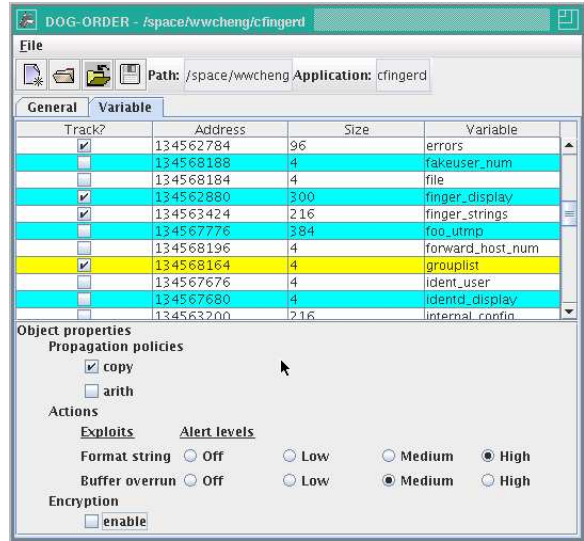 DOG-ORDER - /space/wwcheng/cfingerd
File
Path: /space/wwcheng Application: cfingerd
General Variable
Track? Address Size Variable
134562784 96 errors
134568188 4 fakeuser_num
134568184 4 file
134562880 300 finger_display
134563424 216 finger_strings
134567776 384 foo_utmp
134568196 4 forward_host_num
134568164 4 grouplist
134567676 4 ident_user
134567680 4 identd_display
134563200 216 internal_config
Object properties
Propagation policies
copy
arith
Actions
Exploits Alert levels
Format string Off Low Medium High
Buffer overrun Off Low Medium High
Encryption
enable